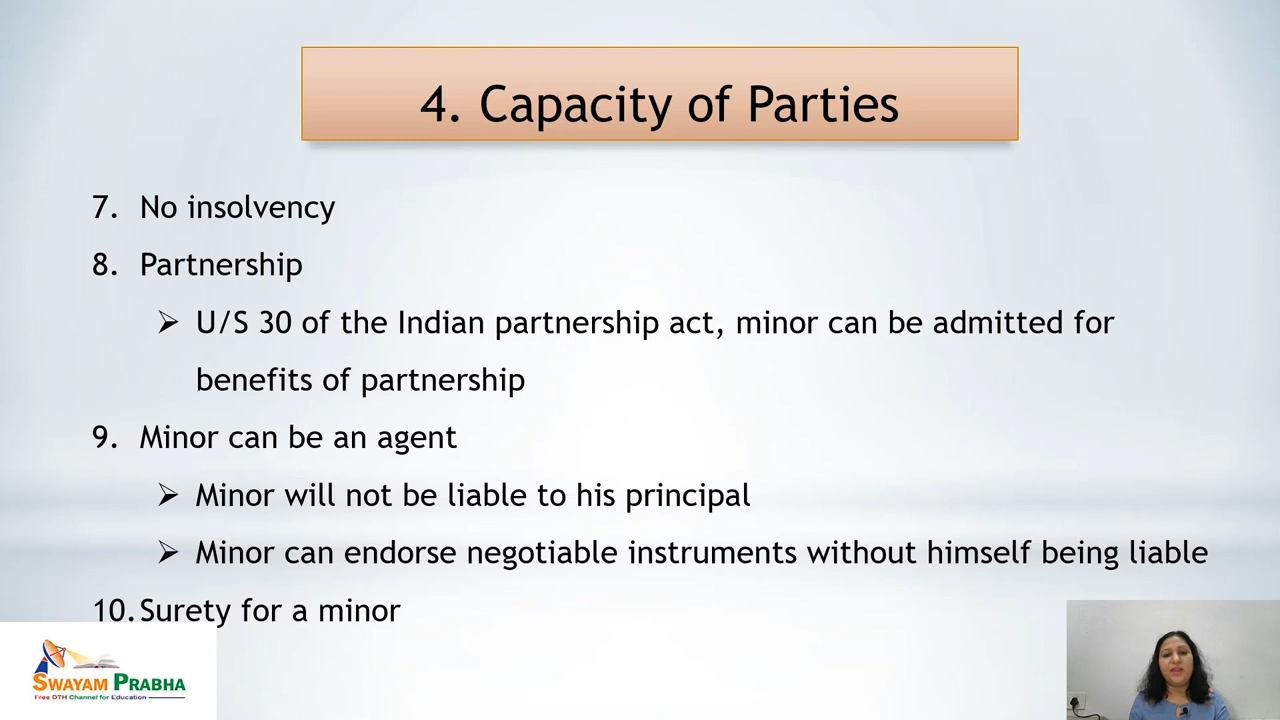 4. Capacity of Parties
7. No insolvency
8. Partnership
➢ U/S 30 of the Indian partnership act, minor can be admitted for
benefits of partnership
9. Minor can be an agent
➢ Minor will not be liable to his principal
➢ Minor can endorse negotiable instruments without himself being liable
10. Surety for a minor
SWAYAM PRABHA
Free DTH Channel for Education